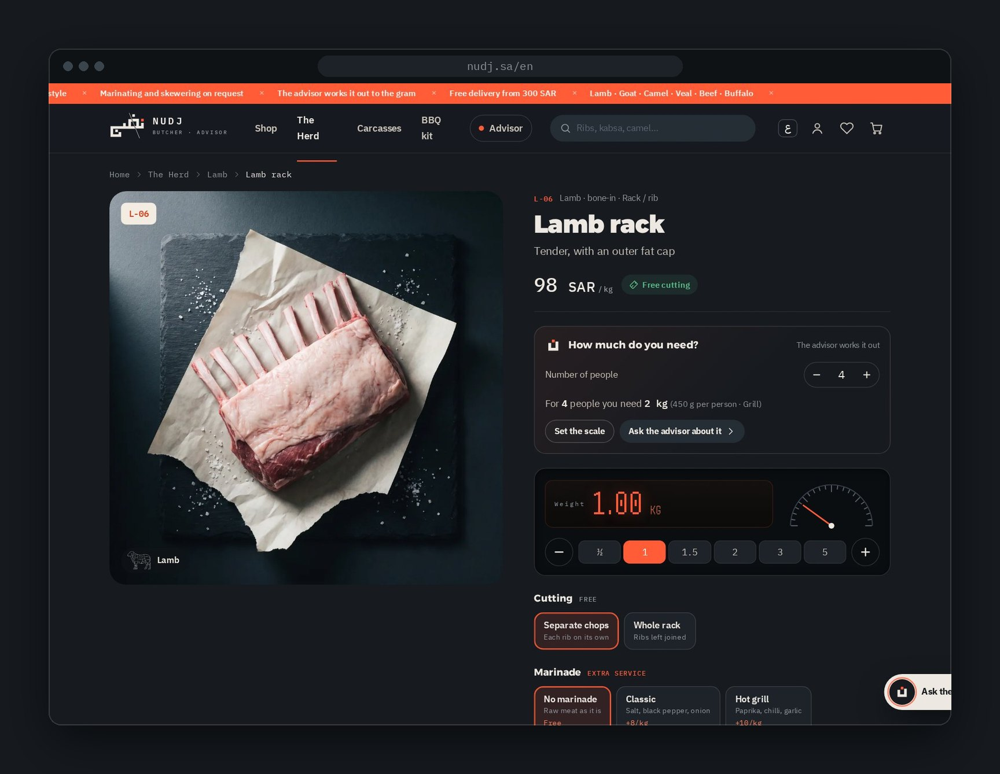 nudj.sa/en
style × Marinating and skewering on request × The advisor works it out to the gram × Free delivery from 300 SAR × Lamb · Goat · Camel · Veal · Beef · Buffalo ×
NUDJ
BUTCHER · ADVISOR
Shop
The Herd
Carcasses
BBQ kit
Advisor
Ribs, kabsa, camel...
ع
Home > The Herd > Lamb > Lamb rack
L-06
Lamb
L-06 Lamb · bone-in · Rack / rib
Lamb rack
Tender, with an outer fat cap
98 SAR / kg Free cutting
How much do you need? The advisor works it out
Number of people − 4 +
For 4 people you need 2 kg (450 g per person · Grill)
Set the scale Ask the advisor about it >
Weight 1.00 KG
− ½ 1 1.5 2 3 5 +
Cutting FREE
Separate chops
Each rib on its own
Whole rack
Ribs left joined
Marinade EXTRA SERVICE
No marinade
Raw meat as it is
Free
Classic
Salt, black pepper, onion
+8/kg
Hot grill
Paprika, chilli, garlic
+10/kg
Ask the